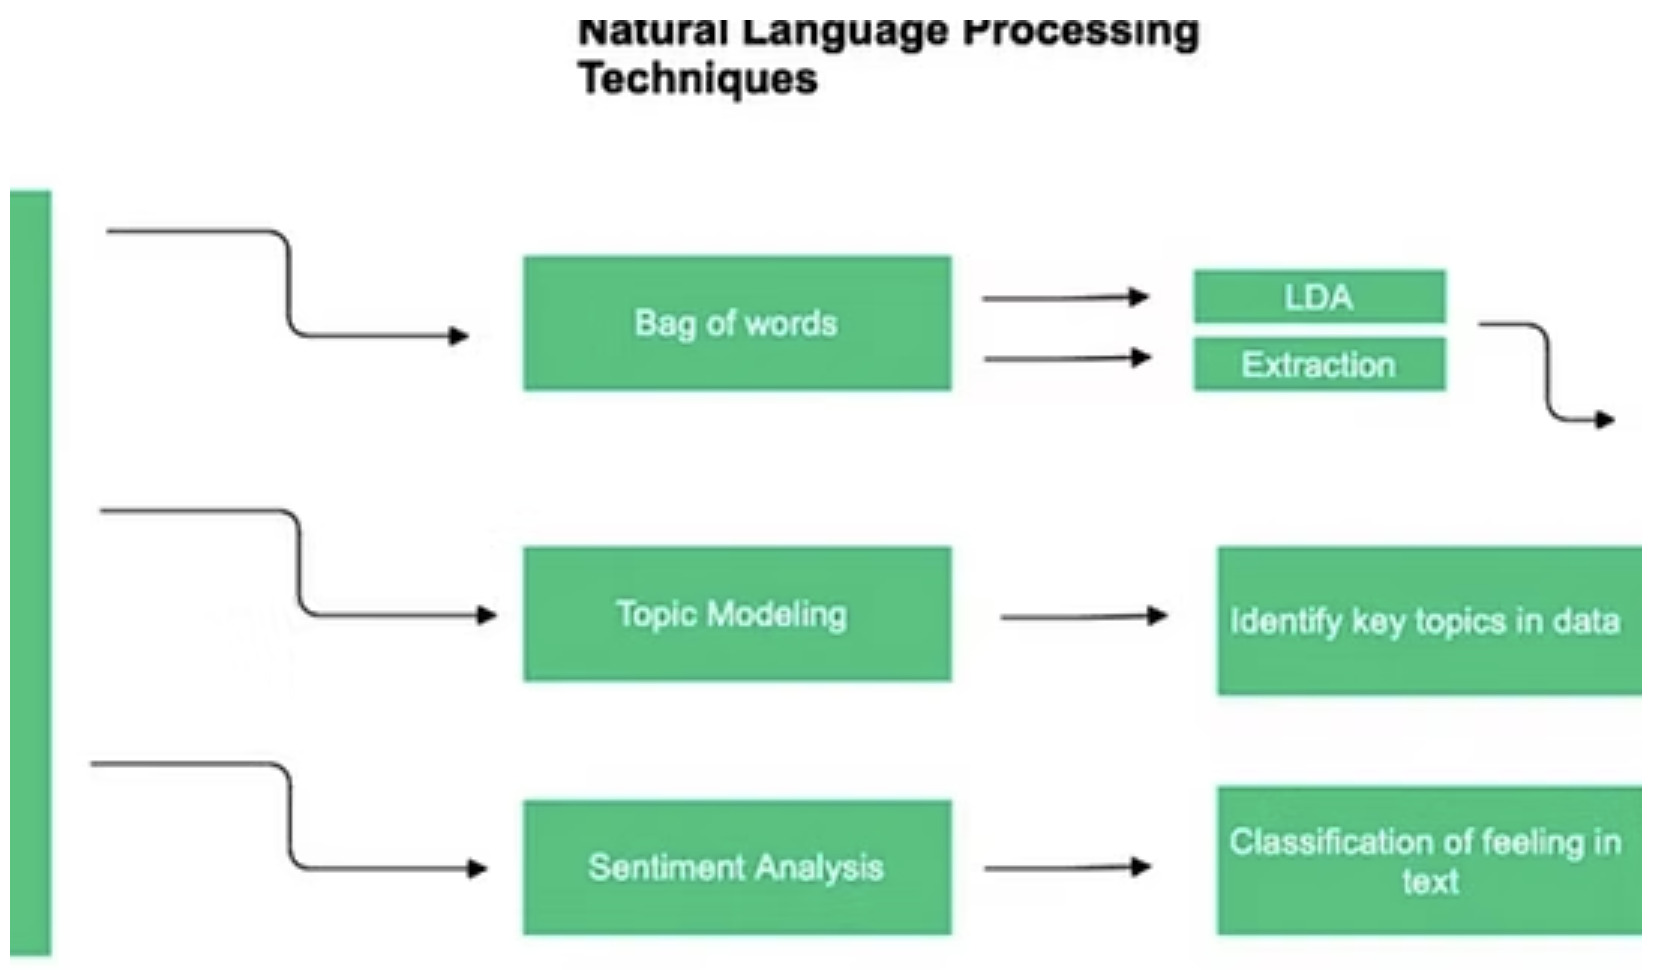 Natural Language Processing
Techniques
Bag of words
LDA
Extraction
Topic Modeling
Identify key topics in data
Sentiment Analysis
Classification of feeling in
text